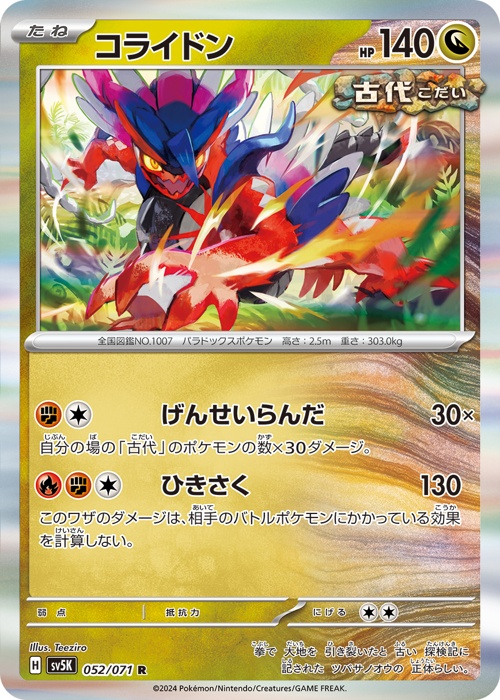 たね コライドン HP 140
古代 こだい
全国図鑑NO.1007 パラドックスポケモン 高さ：2.5m 重さ：303.0kg
げんせいらんだ 30×
自分の場の「古代」のポケモンの数×30ダメージ。
ひきさく 130
このワザのダメージは、相手のバトルポケモンにかかっている効果
を計算しない。
弱点 抵抗力 にげる
Illus. Teeziro
H SV5K 052/071 R
拳で 大地を 引き裂いたと 古い 探検記に
記された ツバサノオウの 正体らしい。
©2024 Pokémon/Nintendo/Creatures/GAME FREAK.